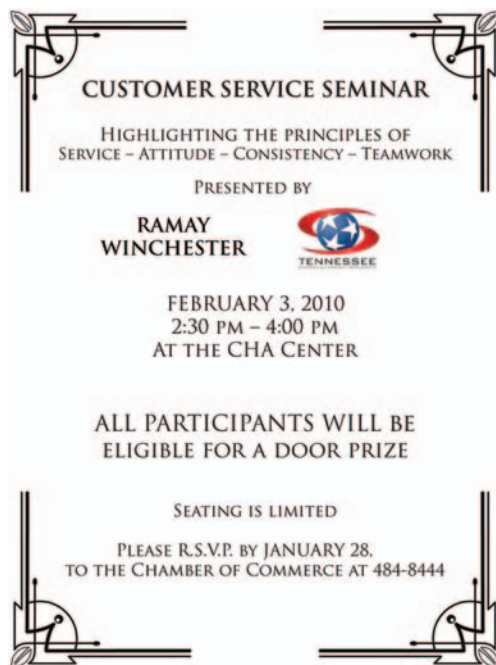 CUSTOMER SERVICE SEMINAR
HIGHLIGHTING THE PRINCIPLES OF
SERVICE – ATTITUDE – CONSISTENCY – TEAMWORK
PRESENTED BY
RAMAY
WINCHESTER
TENNESSEE
FEBRUARY 3, 2010
2:30 PM – 4:00 PM
AT THE CHA CENTER
ALL PARTICIPANTS WILL BE
ELIGIBLE FOR A DOOR PRIZE
SEATING IS LIMITED
PLEASE R.S.V.P. BY JANUARY 28,
TO THE CHAMBER OF COMMERCE AT 484-8444